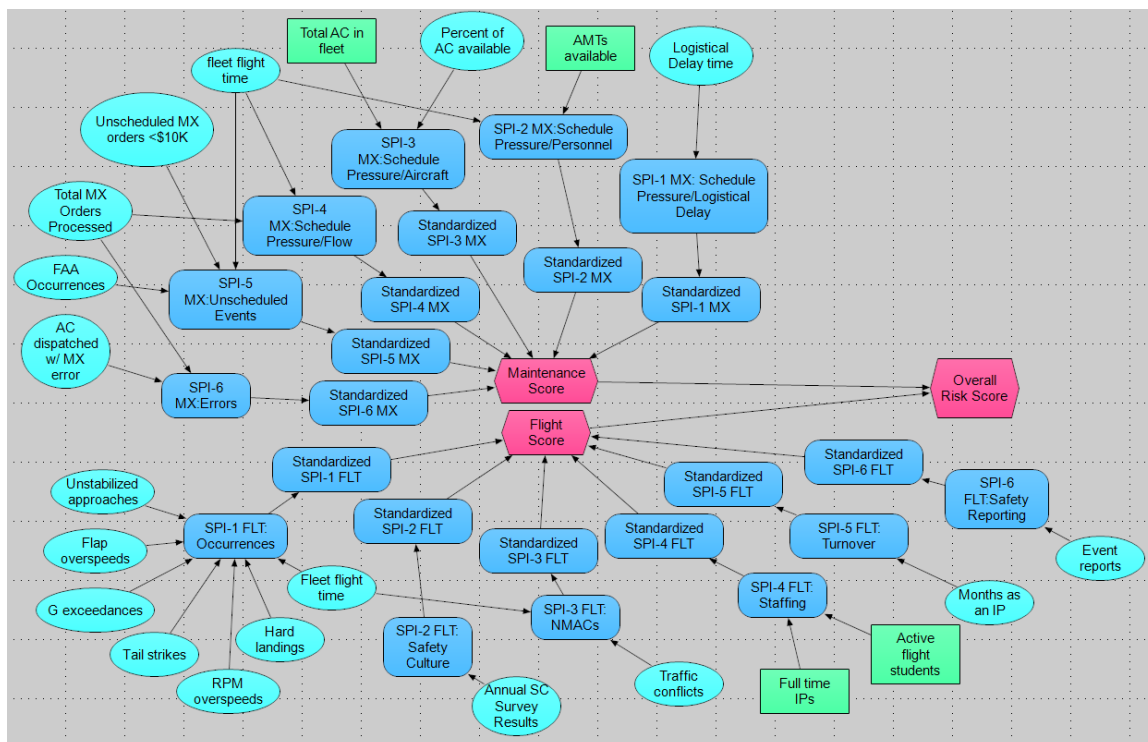 Total AC in
fleet
Percent of
AC available
AMTs
available
Logistical
Delay time
fleet flight
time
Unscheduled MX
orders <$10K
SPI-3
MX:Schedule
Pressure/Aircraft
SPI-2 MX:Schedule
Pressure/Personnel
SPI-1 MX: Schedule
Pressure/Logistical
Delay
Total MX
Orders
Processed
SPI-4
MX:Schedule
Pressure/Flow
Standardized
SPI-3 MX
Standardized
SPI-2 MX
Standardized
SPI-1 MX
FAA
Occurrences
SPI-5
MX:Unscheduled
Events
Standardized
SPI-4 MX
AC
dispatched
w/ MX
error
Standardized
SPI-5 MX
SPI-6
MX:Errors
Standardized
SPI-6 MX
Maintenance
Score
Overall
Risk Score
Flight
Score
Standardized
SPI-1 FLT
Standardized
SPI-2 FLT
Standardized
SPI-3 FLT
Standardized
SPI-4 FLT
Standardized
SPI-5 FLT
Standardized
SPI-6 FLT
SPI-6
FLT:Safety
Reporting
Unstabilized
approaches
SPI-1 FLT:
Occurrences
SPI-5 FLT:
Turnover
Flap
overspeeds
Event
reports
G exceedances
Fleet flight
time
SPI-3 FLT:
NMACs
SPI-4 FLT:
Staffing
Months as
an IP
Tail strikes
Hard
landings
SPI-2 FLT:
Safety
Culture
Active
flight
students
RPM
overspeeds
Annual SC
Survey
Results
Traffic
conflicts
Full time
IPs